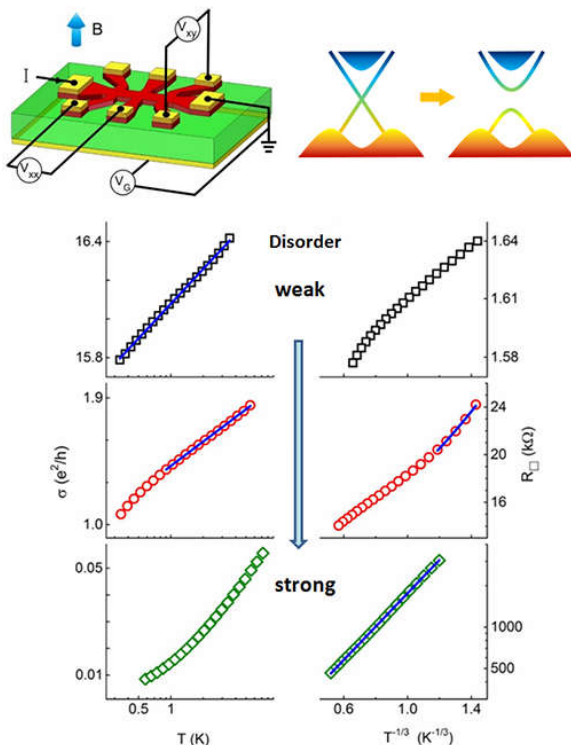 B
I
V_xy
V_xx
V_G
Disorder
weak
strong
16.4
15.8
1.64
1.61
1.58
1.9
1.0
σ (e²/h)
24
20
16
R□ (kΩ)
0.05
0.01
1000
500
0.5 1
0.6 1.0 1.4
T (K)
T^-1/3 (K^-1/3)